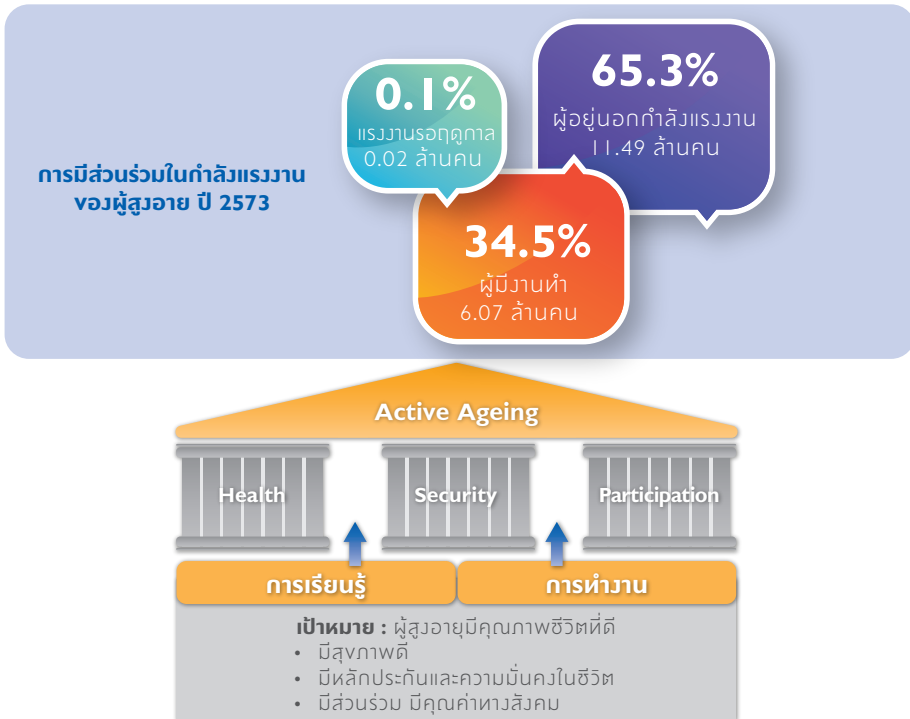 การมีส่วนร่วมในกำลังแรงงาน
ของผู้สูงอาย ปี 2573
0.1%
แรงงานรอฤดูกาล
0.02 ล้านคน
65.3%
ผู้อยู่นอกกำลังแรงงาน
11.49 ล้านคน
34.5%
ผู้มีงานทำ
6.07 ล้านคน
Active Ageing
Health
Security
Participation
การเรียนรู้
การทำงาน
เป้าหมาย : ผู้สูงอายุมีคุณภาพชีวิตที่ดี
• มีสุขภาพดี
• มีหลักประกันและความมั่นคงในชีวิต
• มีส่วนร่วม มีคุณค่าทางสังคม